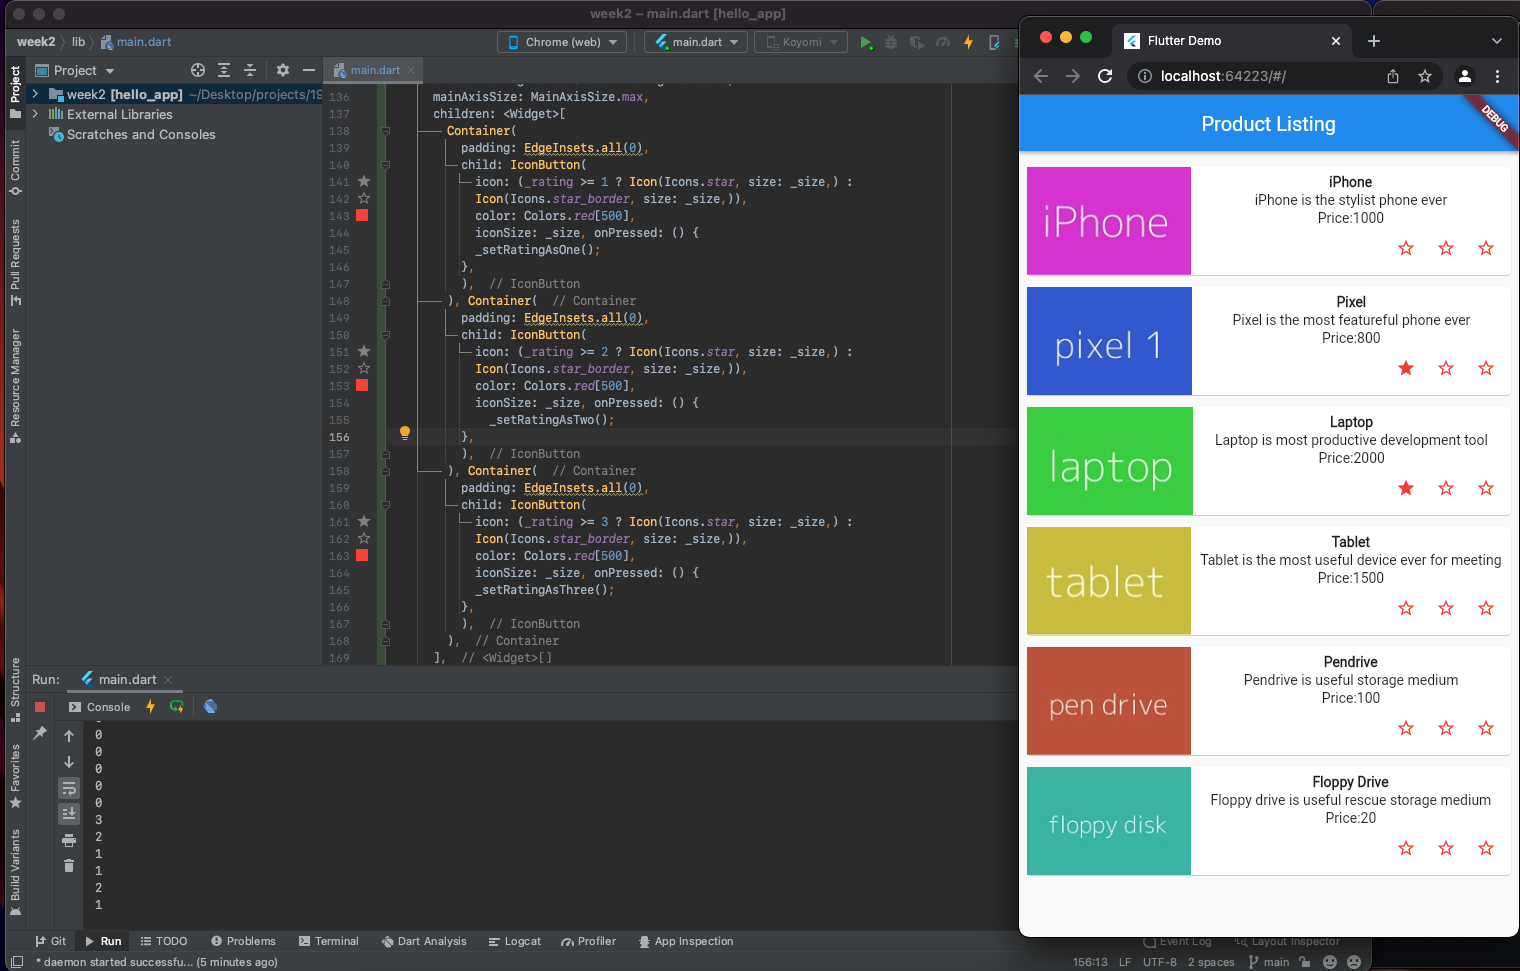 week2 – main.dart [hello_app]
week2 lib main.dart
Chrome (web) main.dart Koyomi
Project
main.dart
week2 [hello_app] ~/Desktop/projects/19
External Libraries
Scratches and Consoles
Project
Commit
Pull Requests
Resource Manager
Structure
Favorites
Build Variants
136 mainAxisSize: MainAxisSize.max,
137 children: <Widget>[
138 Container(
139 padding: EdgeInsets.all(0),
140 child: IconButton(
141 icon: (_rating >= 1 ? Icon(Icons.star, size: _size,) :
142 Icon(Icons.star_border, size: _size,)),
143 color: Colors.red[500],
144 iconSize: _size, onPressed: () {
145 _setRatingAsOne();
146 },
147 ), // IconButton
148 ), Container( // Container
149 padding: EdgeInsets.all(0),
150 child: IconButton(
151 icon: (_rating >= 2 ? Icon(Icons.star, size: _size,) :
152 Icon(Icons.star_border, size: _size,)),
153 color: Colors.red[500],
154 iconSize: _size, onPressed: () {
155 _setRatingAsTwo();
156 },
157 ), // IconButton
158 ), Container( // Container
159 padding: EdgeInsets.all(0),
160 child: IconButton(
161 icon: (_rating >= 3 ? Icon(Icons.star, size: _size,) :
162 Icon(Icons.star_border, size: _size,)),
163 color: Colors.red[500],
164 iconSize: _size, onPressed: () {
165 _setRatingAsThree();
166 },
167 ), // IconButton
168 ), // Container
169 ], // <Widget>[]
Run: main.dart
Console
0
0
0
0
0
3
2
1
1
2
1
Git Run TODO Problems Terminal Dart Analysis Logcat Profiler App Inspection Event Log Layout Inspector
* daemon started successfu... (5 minutes ago)
156:13 LF UTF-8 2 spaces main
Flutter Demo
localhost:64223/#/
Product Listing
DEBUG
iPhone
iPhone
iPhone is the stylist phone ever
Price:1000
pixel 1
Pixel
Pixel is the most featureful phone ever
Price:800
laptop
Laptop
Laptop is most productive development tool
Price:2000
tablet
Tablet
Tablet is the most useful device ever for meeting
Price:1500
pen drive
Pendrive
Pendrive is useful storage medium
Price:100
floppy disk
Floppy Drive
Floppy drive is useful rescue storage medium
Price:20